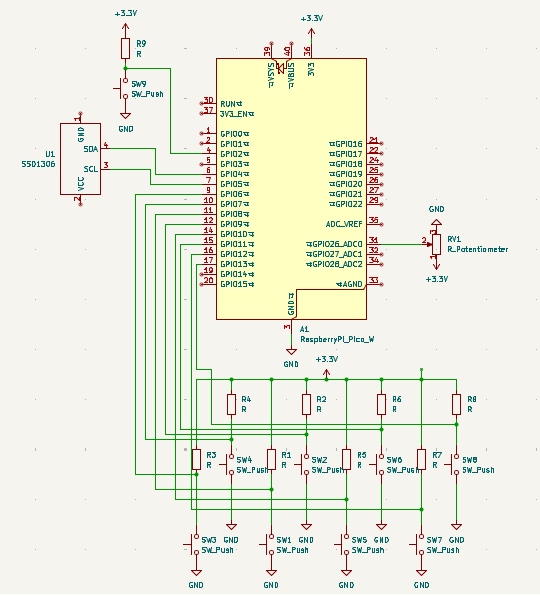 +3.3V
+3.3V
R9
R
39
40
36
VSYS
VBUS
3V3
SW9
SW_Push
GND
30
RUN
37
3V3_EN
1
GPIO0
2
GPIO1
4
GPIO2
5
GPIO3
6
GPIO4
7
GPIO5
9
GPIO6
10
GPIO7
11
GPIO8
12
GPIO9
14
GPIO10
15
GPIO11
16
GPIO12
17
GPIO13
19
GPIO14
20
GPIO15
GPIO16
21
GPIO17
22
GPIO18
24
GPIO19
25
GPIO20
26
GPIO21
27
GPIO22
29
ADC_VREF
35
GPIO26_ADC0
31
GPIO27_ADC1
32
GPIO28_ADC2
34
AGND
33
GND
3
U1
SSD1306
1
GND
SDA
4
SCL
3
VCC
2
GND
3
2
RV1
R_Potentiometer
1
+3.3V
A1
RaspberryPi_Pico_W
GND
+3.3V
R4
R
R2
R
R6
R
R8
R
R3
R
SW4
SW_Push
R1
R
SW2
SW_Push
R5
R
SW6
SW_Push
R7
R
SW8
SW_Push
SW3
SW_Push
GND
SW1
SW_Push
GND
SW5
SW_Push
GND
SW7
SW_Push
GND
GND
GND
GND
GND